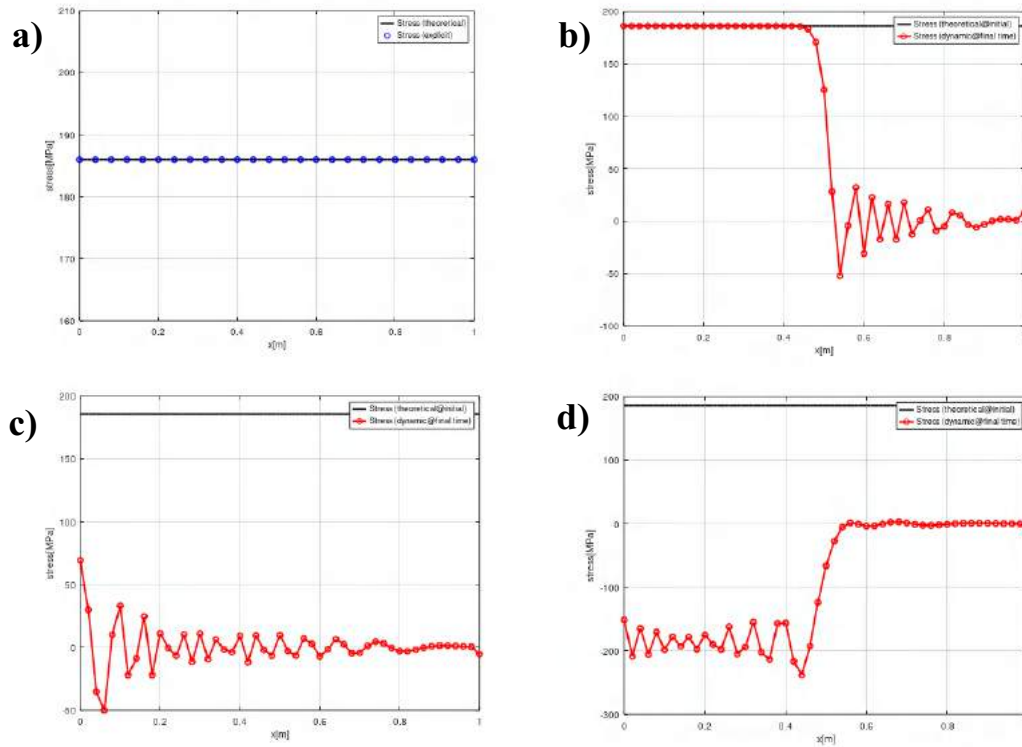 a)
210
200
190
180
170
160
stress[MPa]
0 0.2 0.4 0.6 0.8 1
x[m]
Stress (theoretical)
Stress (explicit)
b)
200
150
100
50
0
-50
-100
stress[MPa]
0 0.2 0.4 0.6 0.8
x[m]
Stress (theoretical@initial)
Stress (dynamic@final time)
c)
200
150
100
50
0
-50
stress[MPa]
0 0.2 0.4 0.6 0.8 1
x[m]
Stress (theoretical@initial)
Stress (dynamic@final time)
d)
200
100
0
-100
-200
-300
stress[MPa]
0 0.2 0.4 0.6 0.8
x[m]
Stress (theoretical@initial)
Stress (dynamic@final time)